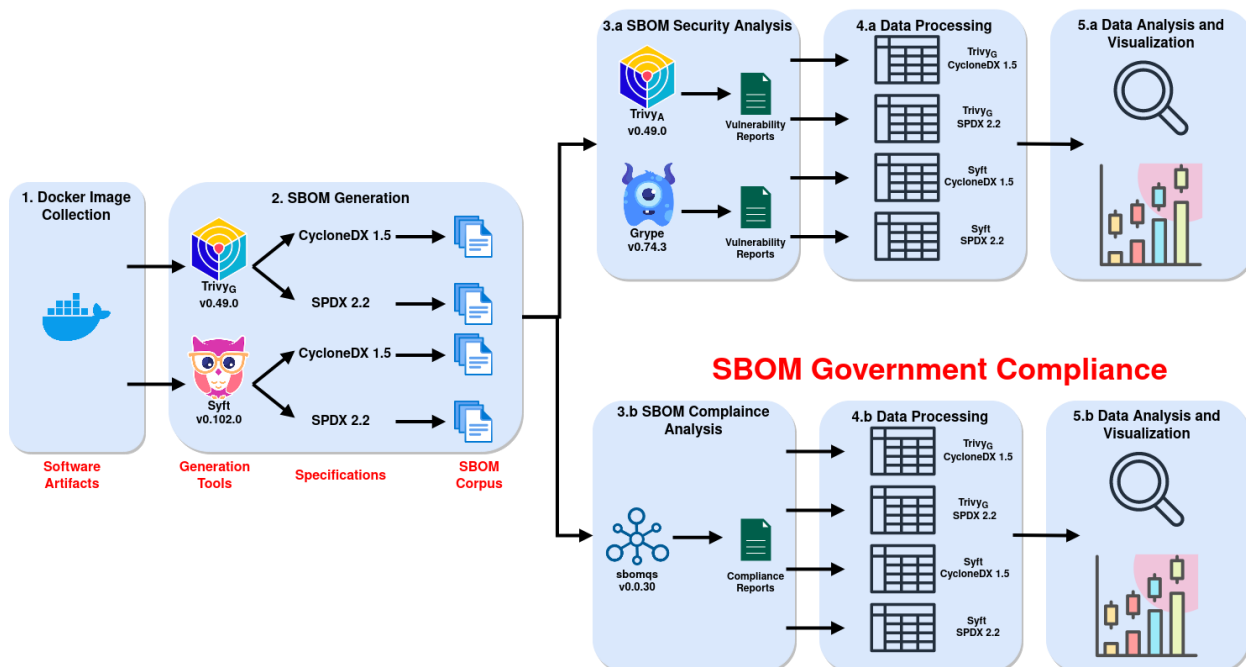 1. Docker Image
Collection
Software
Artifacts
2. SBOM Generation
TrivyG
v0.49.0
CycloneDX 1.5
SPDX 2.2
Syft
v0.102.0
CycloneDX 1.5
SPDX 2.2
Generation
Tools
Specifications
SBOM
Corpus
3.a SBOM Security Analysis
TrivyA
v0.49.0
Vulnerability
Reports
Grype
v0.74.3
Vulnerability
Reports
4.a Data Processing
TrivyG
CycloneDX 1.5
TrivyG
SPDX 2.2
Syft
CycloneDX 1.5
Syft
SPDX 2.2
5.a Data Analysis and
Visualization
SBOM Government Compliance
3.b SBOM Complaince
Analysis
sbomqs
v0.0.30
Compliance
Reports
4.b Data Processing
TrivyG
CycloneDX 1.5
TrivyG
SPDX 2.2
Syft
CycloneDX 1.5
Syft
SPDX 2.2
5.b Data Analysis and
Visualization